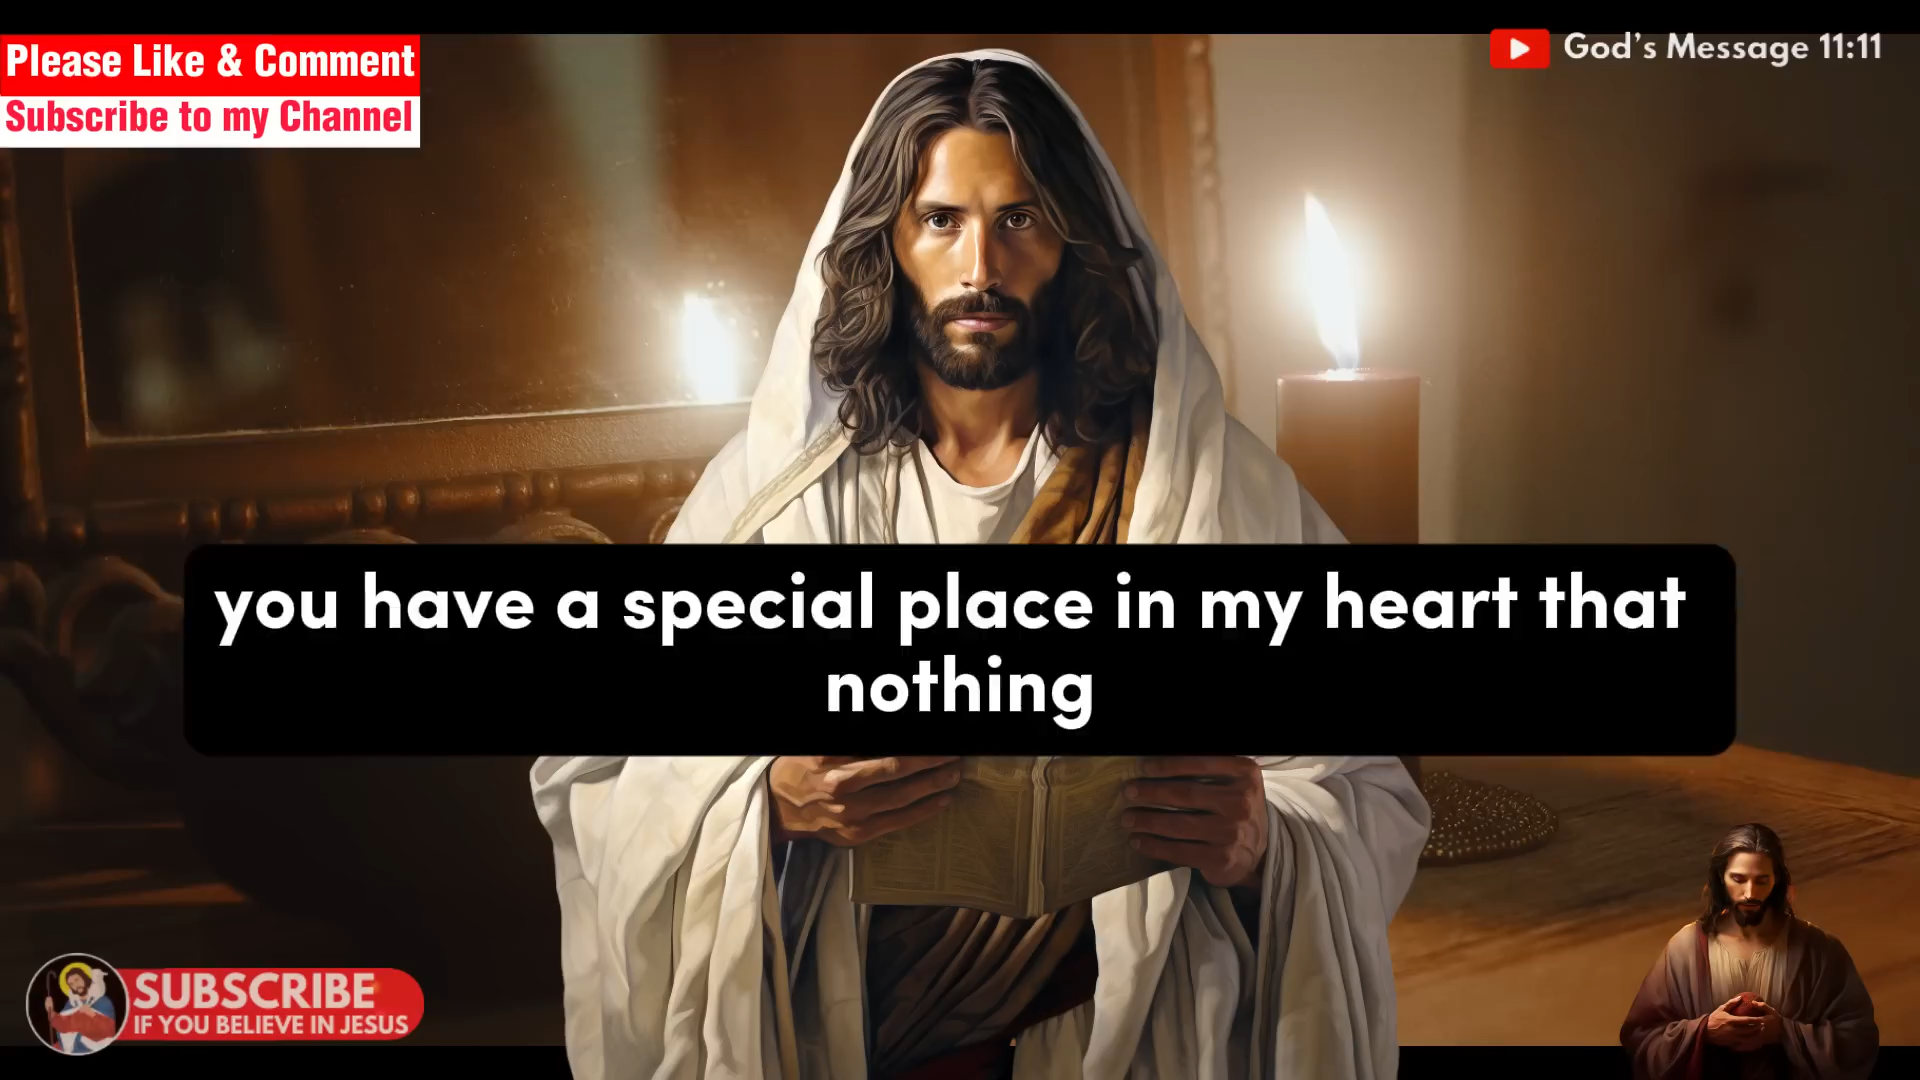 Please Like & Comment
Subscribe to my Channel
God's Message 11:11
you have a special place in my heart that
nothing
SUBSCRIBE
IF YOU BELIEVE IN JESUS